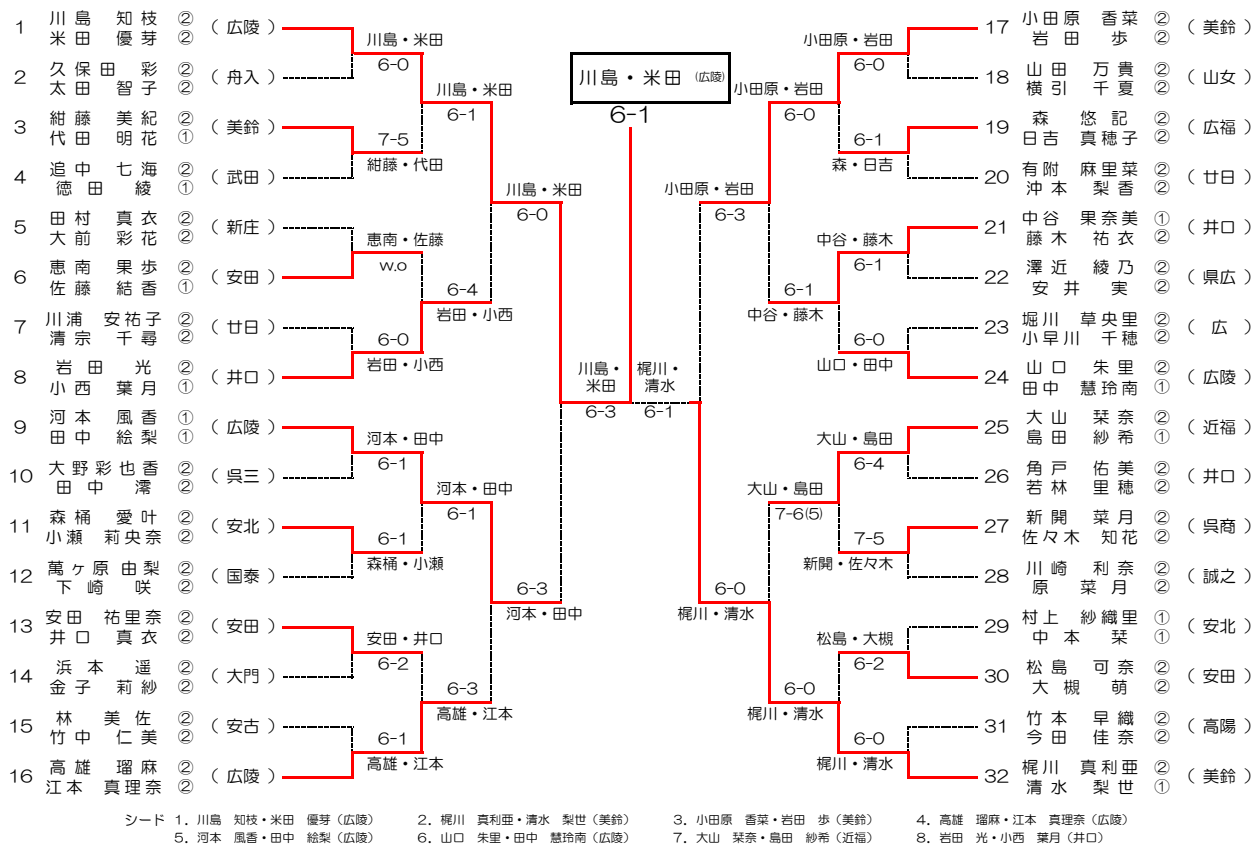 1 川島 知枝 ② 米田 優芽 ② （広陵）
2 久保田 彩 ② 太田 智子 ② （舟入）
3 紺藤 美紀 ② 代田 明花 ① （美鈴）
4 追中 七海 ② 徳田 綾 ① （武田）
5 田村 真衣 ② 大前 彩花 ② （新庄）
6 恵南 果歩 ② 佐藤 結香 ① （安田）
7 川浦 安祐子 ② 清宗 千尋 ② （廿日）
8 岩田 光 ② 小西 葉月 ① （井口）
9 河本 風香 ① 田中 絵梨 ① （広陵）
10 大野彩也香 ② 田中 澪 ② （呉三）
11 森桶 愛叶 ② 小瀬 莉央奈 ② （安北）
12 萬ヶ原 由梨 ② 下崎 咲 ② （国泰）
13 安田 祐里奈 ② 井口 真衣 ② （安田）
14 浜本 遥 ② 金子 莉紗 ② （大門）
15 林 美佐 ② 竹中 仁美 ② （安古）
16 高雄 瑠麻 ② 江本 真理奈 ② （広陵）
川島・米田
6-0
7-5
紺藤・代田
恵南・佐藤
w.o
6-0
岩田・小西
河本・田中
6-1
6-1
森桶・小瀬
安田・井口
6-2
6-1
高雄・江本
川島・米田
6-1
6-4
岩田・小西
河本・田中
6-1
6-3
高雄・江本
川島・米田
6-0
6-3
河本・田中
川島・米田 （広陵）
6-1
川島・
米田
6-3
梶川・
清水
6-1
小田原・岩田
6-3
6-0
梶川・清水
小田原・岩田
6-0
6-1
中谷・藤木
大山・島田
7-6(5)
6-0
梶川・清水
小田原・岩田
6-0
6-1
森・日吉
中谷・藤木
6-1
6-0
山口・田中
大山・島田
6-4
7-5
新開・佐々木
松島・大槻
6-2
6-0
梶川・清水
17 小田原 香菜 ② 岩田 歩 ② （美鈴）
18 山田 万貴 ② 横引 千夏 ② （山女）
19 森 悠記 ② 日吉 真穂子 ② （広福）
20 有附 麻里菜 ② 沖本 梨香 ② （廿日）
21 中谷 果奈美 ① 藤木 祐衣 ② （井口）
22 澤近 綾乃 ② 安井 実 ② （県広）
23 堀川 草央里 ② 小早川 千穂 ② （広）
24 山口 朱里 ② 田中 慧玲南 ① （広陵）
25 大山 栞奈 ② 島田 紗希 ① （近福）
26 角戸 佑美 ② 若林 里穂 ② （井口）
27 新開 菜月 ② 佐々木 知花 ② （呉商）
28 川崎 利奈 ② 原 菜月 ② （誠之）
29 村上 紗織里 ① 中本 栞 ① （安北）
30 松島 可奈 ② 大槻 萌 ② （安田）
31 竹本 早織 ② 今田 佳奈 ② （高陽）
32 梶川 真利亜 ② 清水 梨世 ① （美鈴）
シード 1．川島 知枝・米田 優芽（広陵） 2．梶川 真利亜・清水 梨世（美鈴） 3．小田原 香菜・岩田 歩（美鈴） 4．高雄 瑠麻・江本 真理奈（広陵）
5．河本 風香・田中 絵梨（広陵） 6．山口 朱里・田中 慧玲南（広陵） 7．大山 栞奈・島田 紗希（近福） 8．岩田 光・小西 葉月（井口）